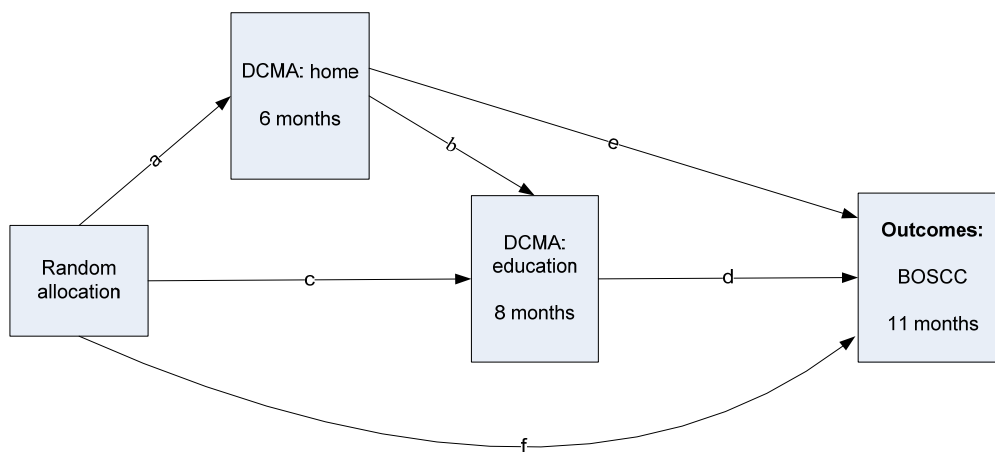 DCMA: home
6 months
a
b
e
Random
allocation
c
DCMA:
education
8 months
d
Outcomes:
BOSCC
11 months
f